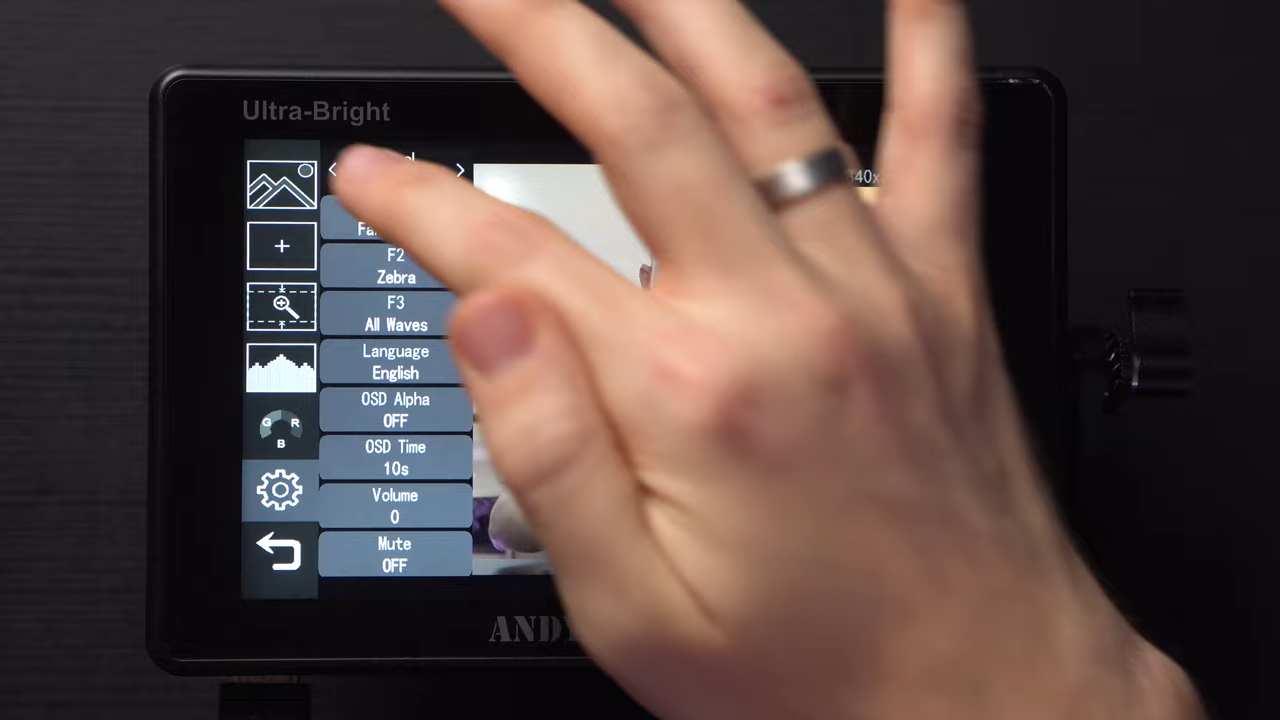 Ultra-Bright
F2
Zebra
F3
All Waves
Language
English
OSD Alpha
OFF
OSD Time
10s
Volume
0
Mute
OFF
G R
B